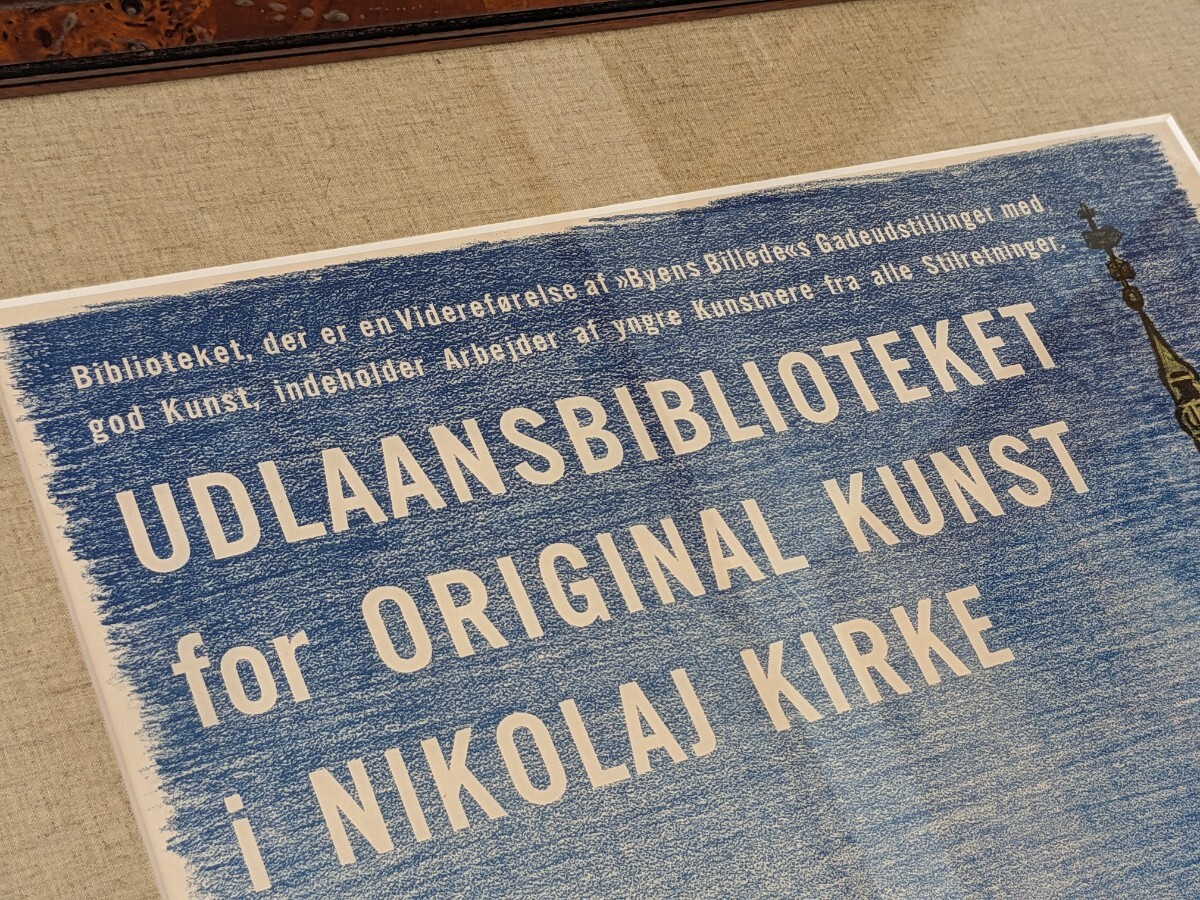 Biblioteket, der er en Videreførelse af »Byens Billede«s Gadeudstillinger med
god Kunst, indeholder Arbejder af yngre Kunstnere fra alle Stilretninger.
UDLAANSBIBLIOTEKET
for ORIGINAL KUNST
i NIKOLAJ KIRKE